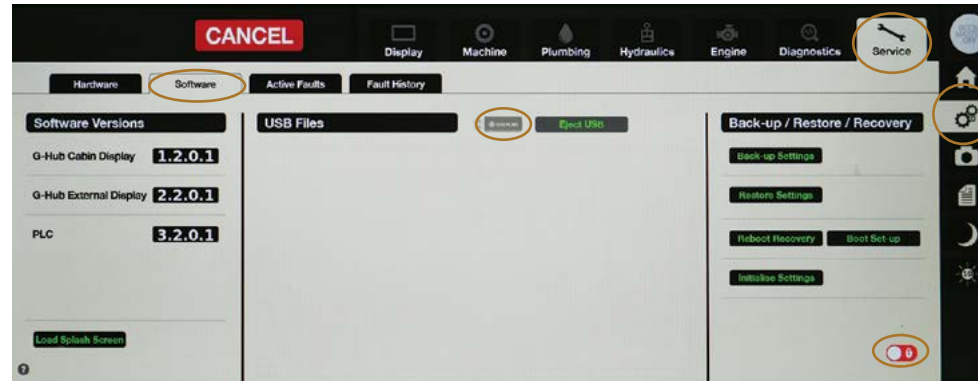 CANCEL
Display
Machine
Plumbing
Hydraulics
Engine
Diagnostics
Service
Hardware
Software
Active Faults
Fault History
Software Versions
G-Hub Cabin Display 1.2.0.1
G-Hub External Display 2.2.0.1
PLC 3.2.0.1
Load Splash Screen
USB Files
Eject USB
Back-up / Restore / Recovery
Back-up Settings
Restore Settings
Reboot Recovery
Boot Set-up
Initialise Settings
?